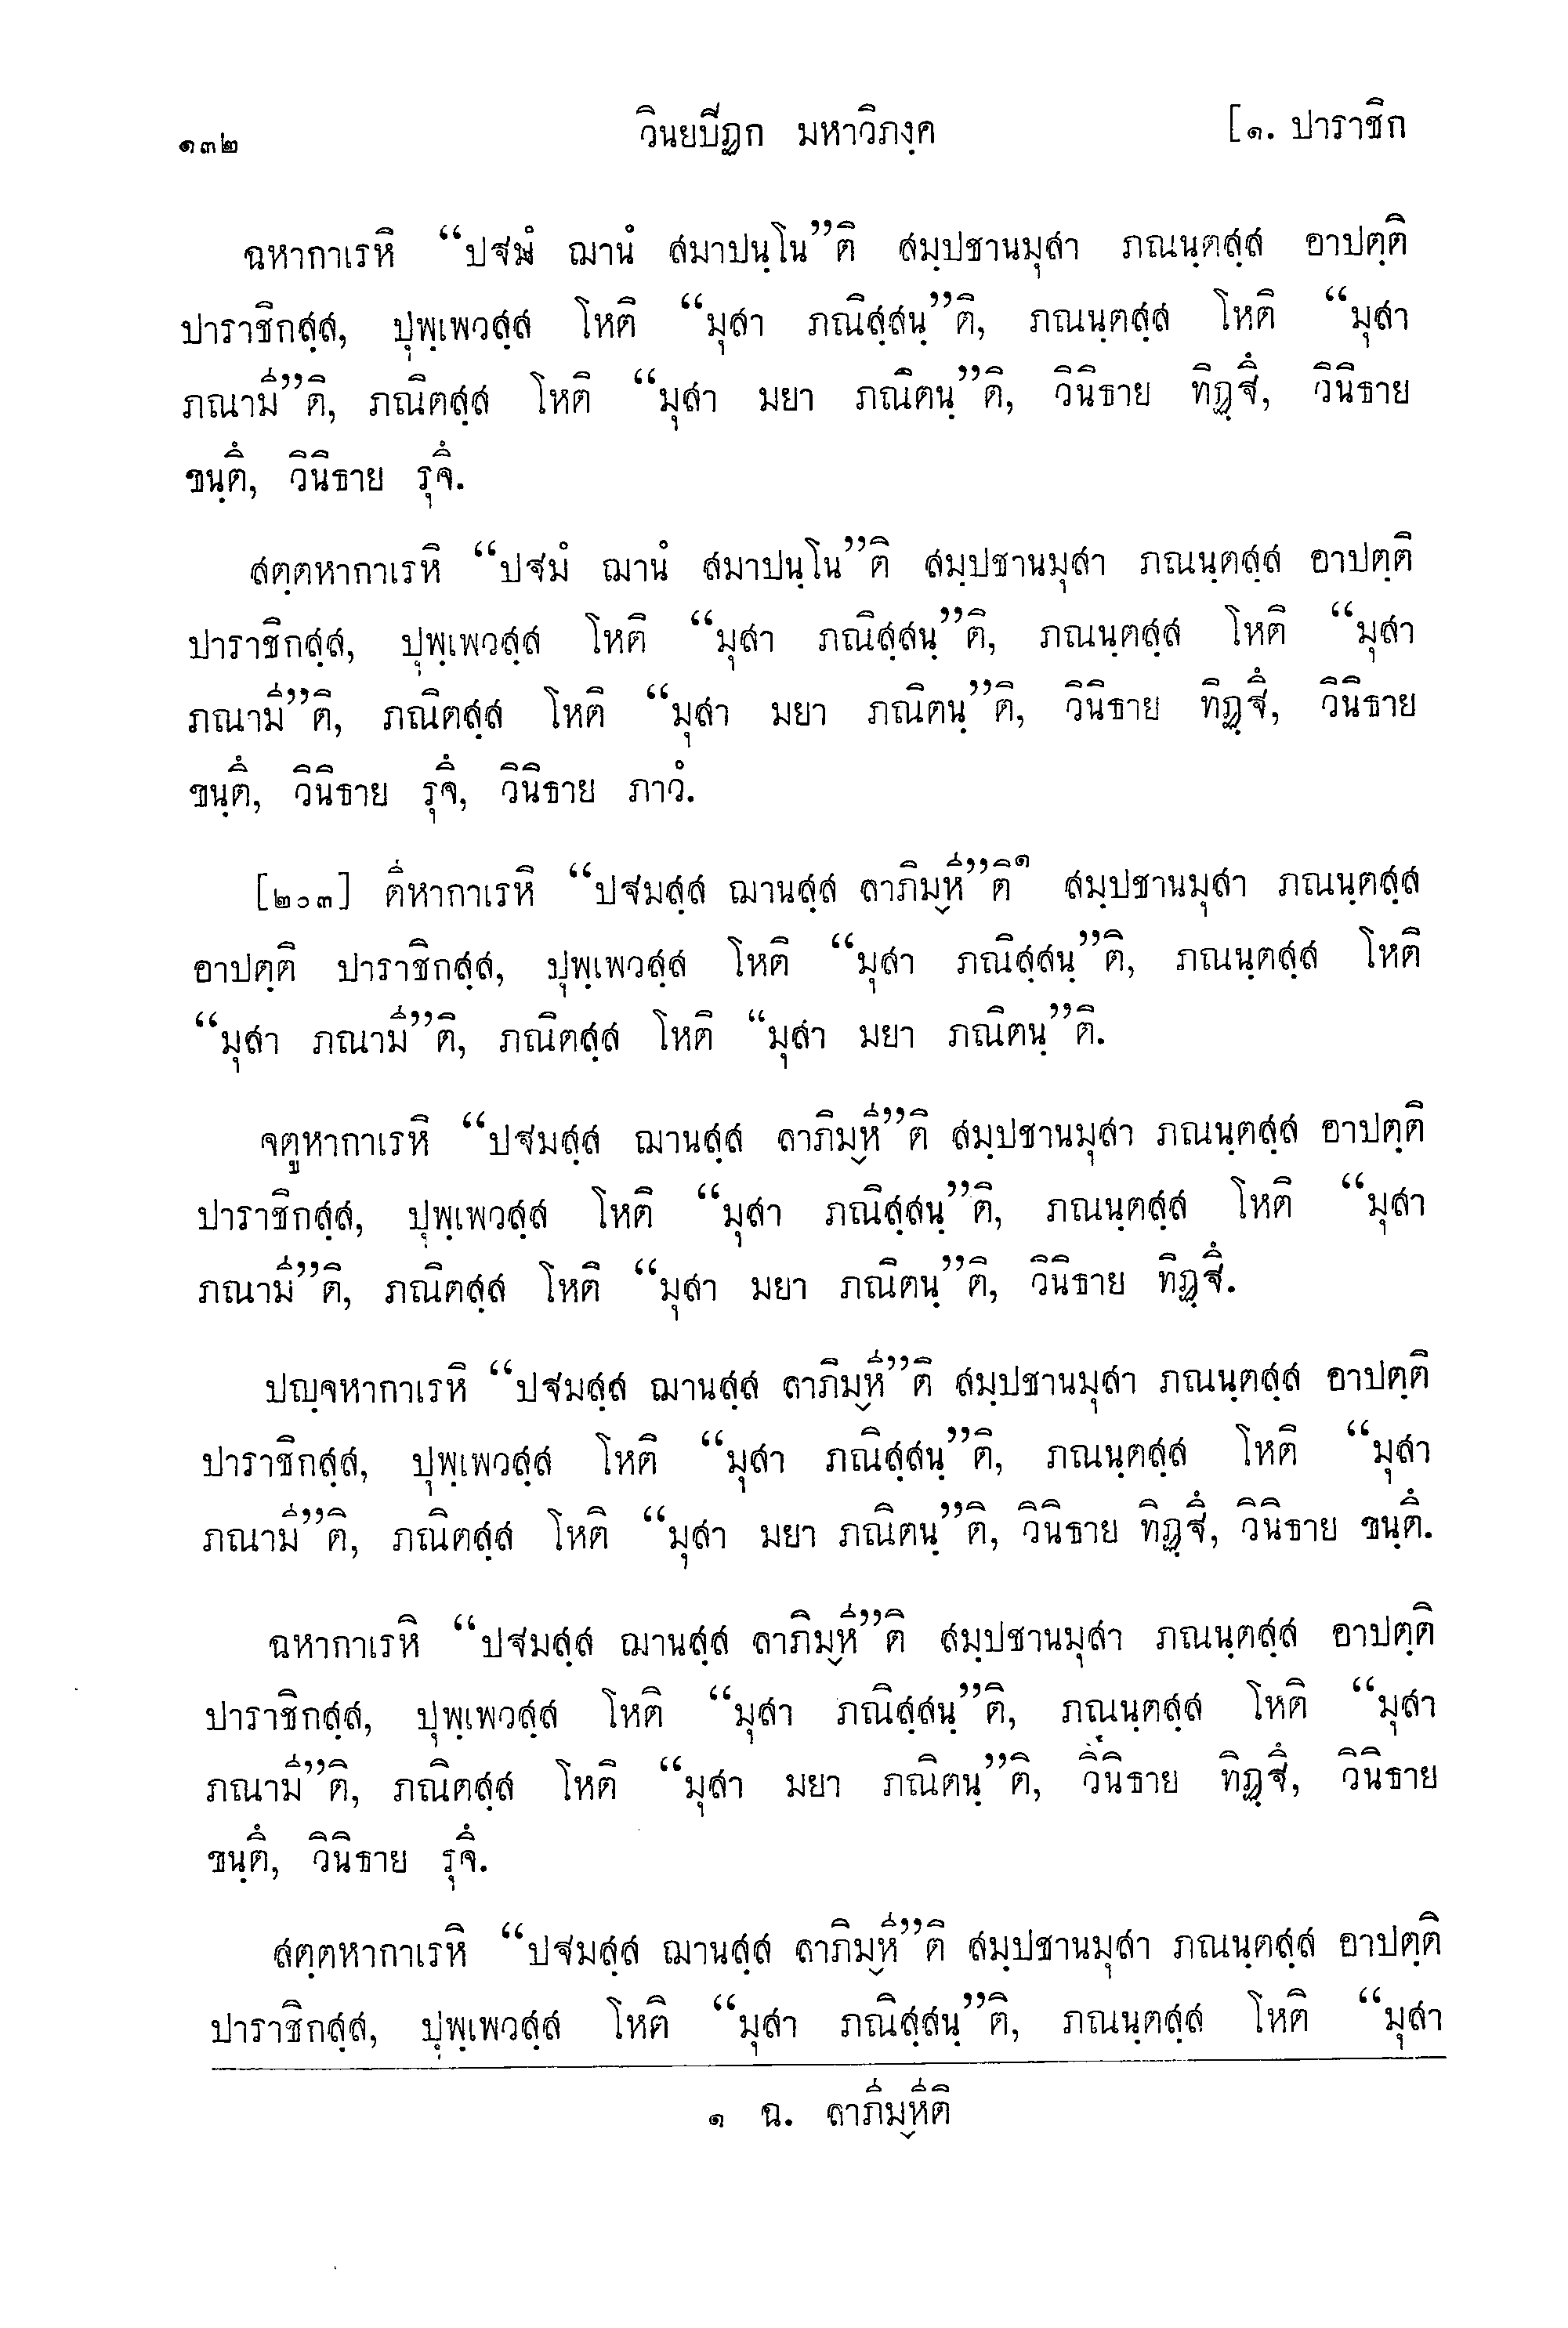 ๑๓๒ วินยปีฏก มหาวิภงฺค [๑. ปาราชิก
ฉหากาเรหิ “ปฐมํ ฌานํ สมาปนฺโน”ติ สมฺปชานมุสา ภณนฺตสฺส อาปตฺติ
ปาราชิกสฺส, ปุพฺเพวสฺส โหติ “มุสา ภณิสฺสนฺ”ติ, ภณนฺตสฺส โหติ “มุสา
ภณามี”ติ, ภณิตสฺส โหติ “มุสา มยา ภณิตนฺ”ติ, วินิธาย ทิฏฺฐึ, วินิธาย
ขนฺตึ, วินิธาย รุจึ.
สตฺตหากาเรหิ “ปฐมํ ฌานํ สมาปนฺโน”ติ สมฺปชานมุสา ภณนฺตสฺส อาปตฺติ
ปาราชิกสฺส, ปุพฺเพวสฺส โหติ “มุสา ภณิสฺสนฺ”ติ, ภณนฺตสฺส โหติ “มุสา
ภณามี”ติ, ภณิตสฺส โหติ “มุสา มยา ภณิตนฺ”ติ, วินิธาย ทิฏฺฐึ, วินิธาย
ขนฺตึ, วินิธาย รุจึ, วินิธาย ภาวํ.
[๒๐๓] ตีหากาเรหิ “ปฐมสฺส ฌานสฺส ลาภิมฺหี”ติ๑ สมฺปชานมุสา ภณนฺตสฺส
อาปตฺติ ปาราชิกสฺส, ปุพฺเพวสฺส โหติ “มุสา ภณิสฺสนฺ”ติ, ภณนฺตสฺส โหติ
“มุสา ภณามี”ติ, ภณิตสฺส โหติ “มุสา มยา ภณิตนฺ”ติ.
จตูหากาเรหิ “ปฐมสฺส ฌานสฺส ลาภิมฺหี”ติ สมฺปชานมุสา ภณนฺตสฺส อาปตฺติ
ปาราชิกสฺส, ปุพฺเพวสฺส โหติ “มุสา ภณิสฺสนฺ”ติ, ภณนฺตสฺส โหติ “มุสา
ภณามี”ติ, ภณิตสฺส โหติ “มุสา มยา ภณิตนฺ”ติ, วินิธาย ทิฏฺฐึ.
ปญฺจหากาเรหิ “ปฐมสฺส ฌานสฺส ลาภิมฺหี”ติ สมฺปชานมุสา ภณนฺตสฺส อาปตฺติ
ปาราชิกสฺส, ปุพฺเพวสฺส โหติ “มุสา ภณิสฺสนฺ”ติ, ภณนฺตสฺส โหติ “มุสา
ภณามี”ติ, ภณิตสฺส โหติ “มุสา มยา ภณิตนฺ”ติ, วินิธาย ทิฏฺฐึ, วินิธาย ขนฺตึ.
ฉหากาเรหิ “ปฐมสฺส ฌานสฺส ลาภิมฺหี”ติ สมฺปชานมุสา ภณนฺตสฺส อาปตฺติ
ปาราชิกสฺส, ปุพฺเพวสฺส โหติ “มุสา ภณิสฺสนฺ”ติ, ภณนฺตสฺส โหติ “มุสา
ภณามี”ติ, ภณิตสฺส โหติ “มุสา มยา ภณิตนฺ”ติ, วินิธาย ทิฏฺฐึ, วินิธาย
ขนฺตึ, วินิธาย รุจึ.
สตฺตหากาเรหิ “ปฐมสฺส ฌานสฺส ลาภิมฺหี”ติ สมฺปชานมุสา ภณนฺตสฺส อาปตฺติ
ปาราชิกสฺส, ปุพฺเพวสฺส โหติ “มุสา ภณิสฺสนฺ”ติ, ภณนฺตสฺส โหติ “มุสา
๑ ฉ. ลาภีมฺหีติ